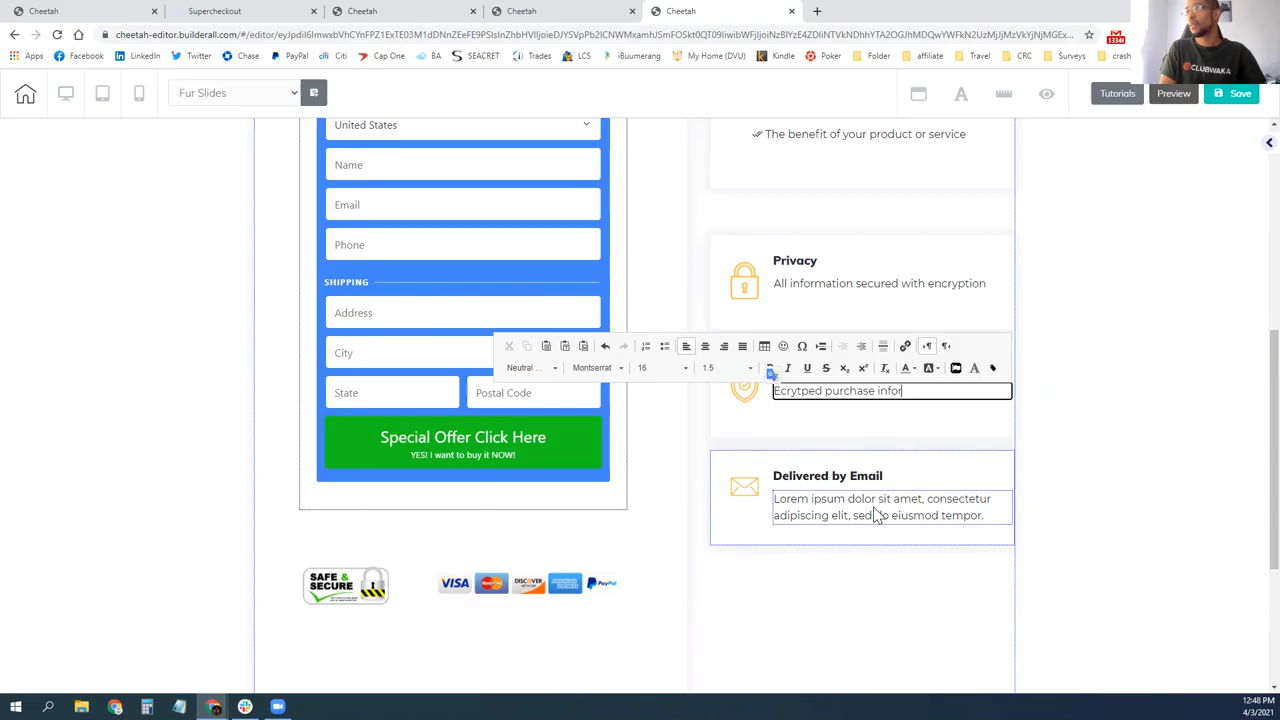 Cheetah
Supercheckout
Cheetah
Cheetah
Cheetah
cheetah-editor.builderall.com/#/editor/
Apps
Facebook
LinkedIn
Twitter
Cap One
PayPal
Citi
Cap One
BA
SEACRET
Trading
LCS
iBuumerang
My Home (DVU)
Kindle
Poker
Folder
affiliate
Travel
CRC
Surveys
crash
CLUBWAKA
Fur Slides
Tutorials
Preview
Save
United States
The benefit of your product or service
Name
Email
Phone
Privacy
All information secured with encryption
SHIPPING
Address
City
State
Postal Code
Neutral ...
Montserrat
16
1.5
Ecrytped purchase infor
Special Offer Click Here
YES! I want to buy it NOW!
Delivered by Email
Lorem ipsum dolor sit amet, consectetur
adipiscing elit, sed do eiusmod tempor.
SAFE &
SECURE
VISA
DISCOVER
PayPal
12:48 PM
4/3/2021